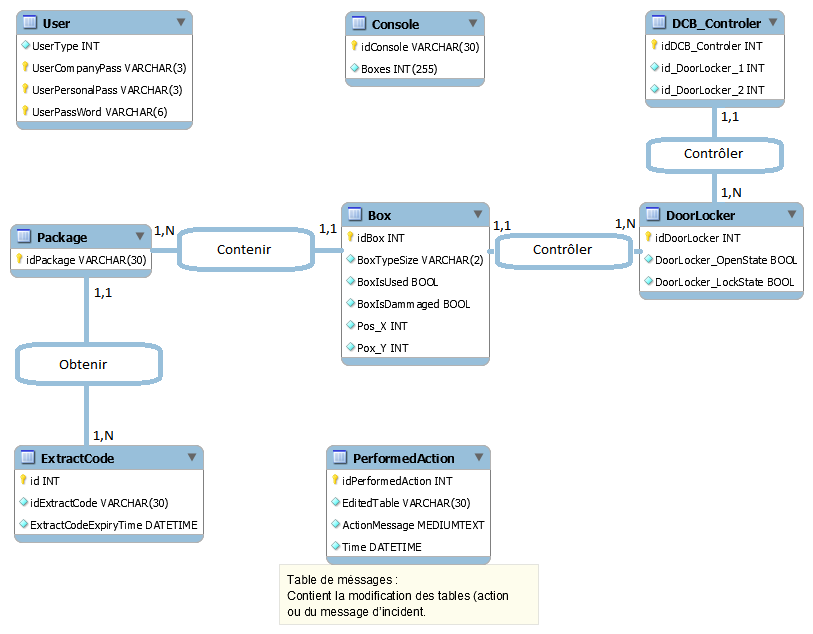 User
UserType INT
UserCompanyPass VARCHAR(3)
UserPersonalPass VARCHAR(3)
UserPassWord VARCHAR(6)
Console
idConsole VARCHAR(30)
Boxes INT(255)
DCB_Controler
idDCB_Controler INT
id_DoorLocker_1 INT
id_DoorLocker_2 INT
1,1
Contrôler
1,N
Package
idPackage VARCHAR(30)
1,N
Contenir
1,1
Box
idBox INT
BoxTypeSize VARCHAR(2)
BoxIsUsed BOOL
BoxIsDammaged BOOL
Pos_X INT
Pox_Y INT
1,1
Contrôler
1,N
DoorLocker
idDoorLocker INT
DoorLocker_OpenState BOOL
DoorLocker_LockState BOOL
1,1
Obtenir
1,N
ExtractCode
id INT
idExtractCode VARCHAR(30)
ExtractCodeExpiryTime DATETIME
PerformedAction
idPerformedAction INT
EditedTable VARCHAR(30)
ActionMessage MEDIUMTEXT
Time DATETIME
Table de méssages :
Contient la modification des tables (action
ou du message d'incident.